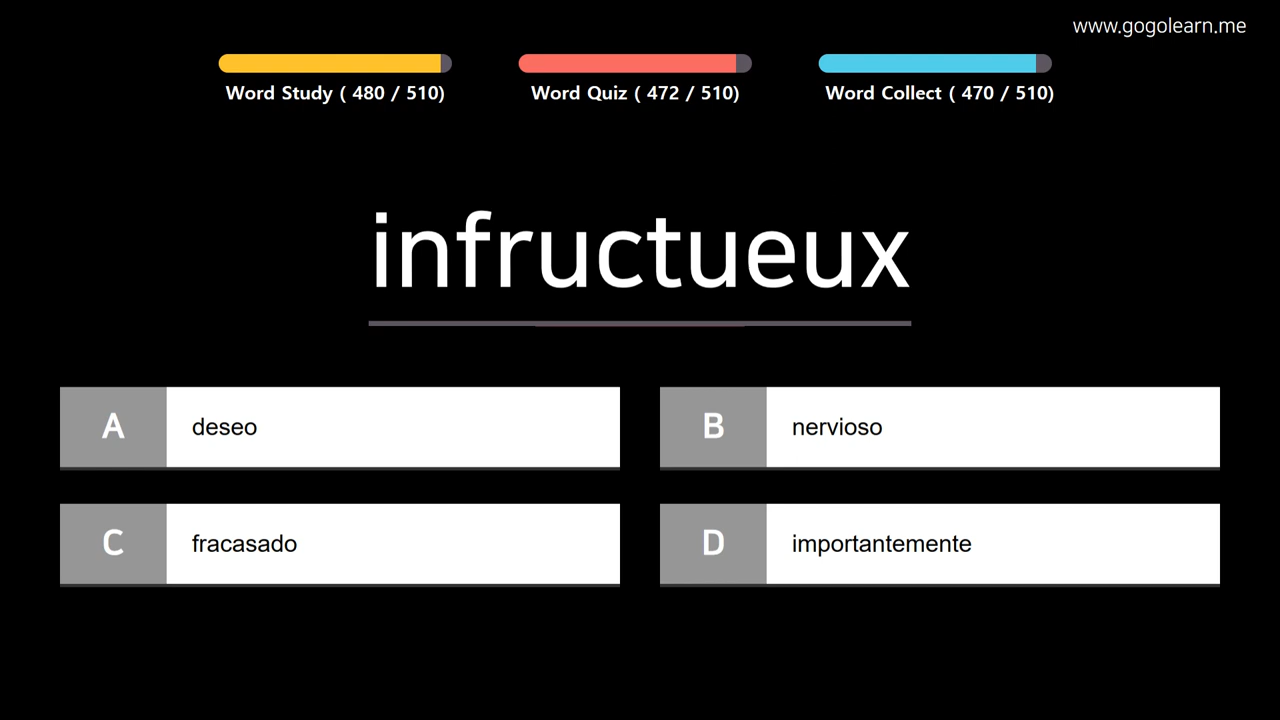 www.gogolearn.me
Word Study ( 480 / 510)
Word Quiz ( 472 / 510)
Word Collect ( 470 / 510)
infructueux
A deseo
B nervioso
C fracasado
D importantemente